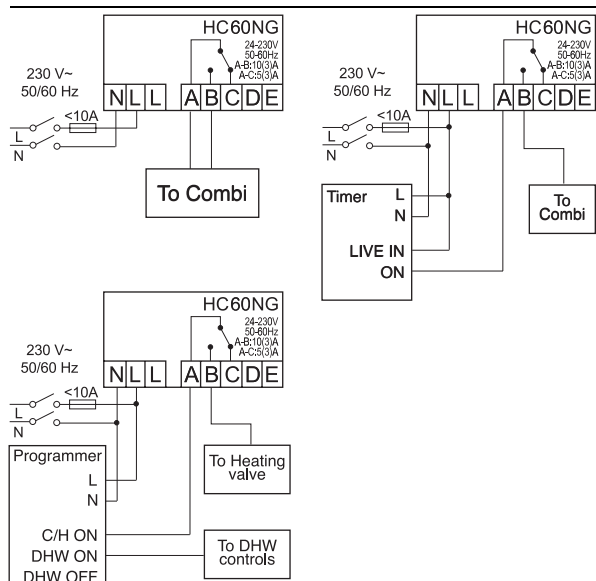 HC60NG
24-230V
50-60Hz
A-B:10(3)A
A-C:5(3)A
230 V~
50/60 Hz
N L L A B C D E
<10A
L
N
To Combi
HC60NG
24-230V
50-60Hz
A-B:10(3)A
A-C:5(3)A
230 V~
50/60 Hz
N L L A B C D E
<10A
L
N
Timer
L
N
LIVE IN
ON
To
Combi
HC60NG
24-230V
50-60Hz
A-B:10(3)A
A-C:5(3)A
230 V~
50/60 Hz
N L L A B C D E
<10A
L
N
Programmer
L
N
C/H ON
DHW ON
DHW OFF
To Heating
valve
To DHW
controls